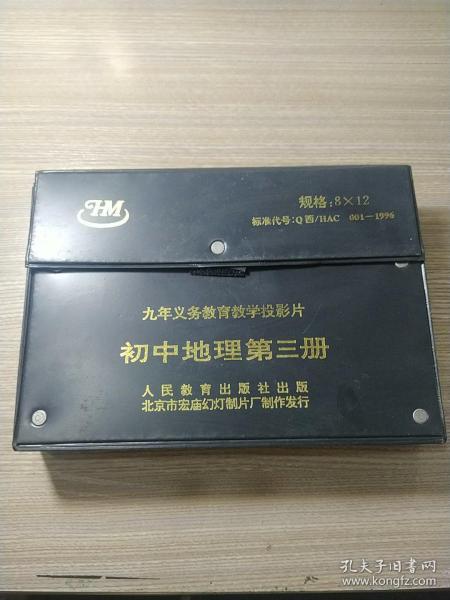 HM
规格:8×12
标准代号:Q西/HAC 001—1996
九年义务教育教学投影片
初中地理第三册
人民教育出版社出版
北京市宏庙幻灯制片厂制作发行
孔夫子旧书网
www.kongfz.com